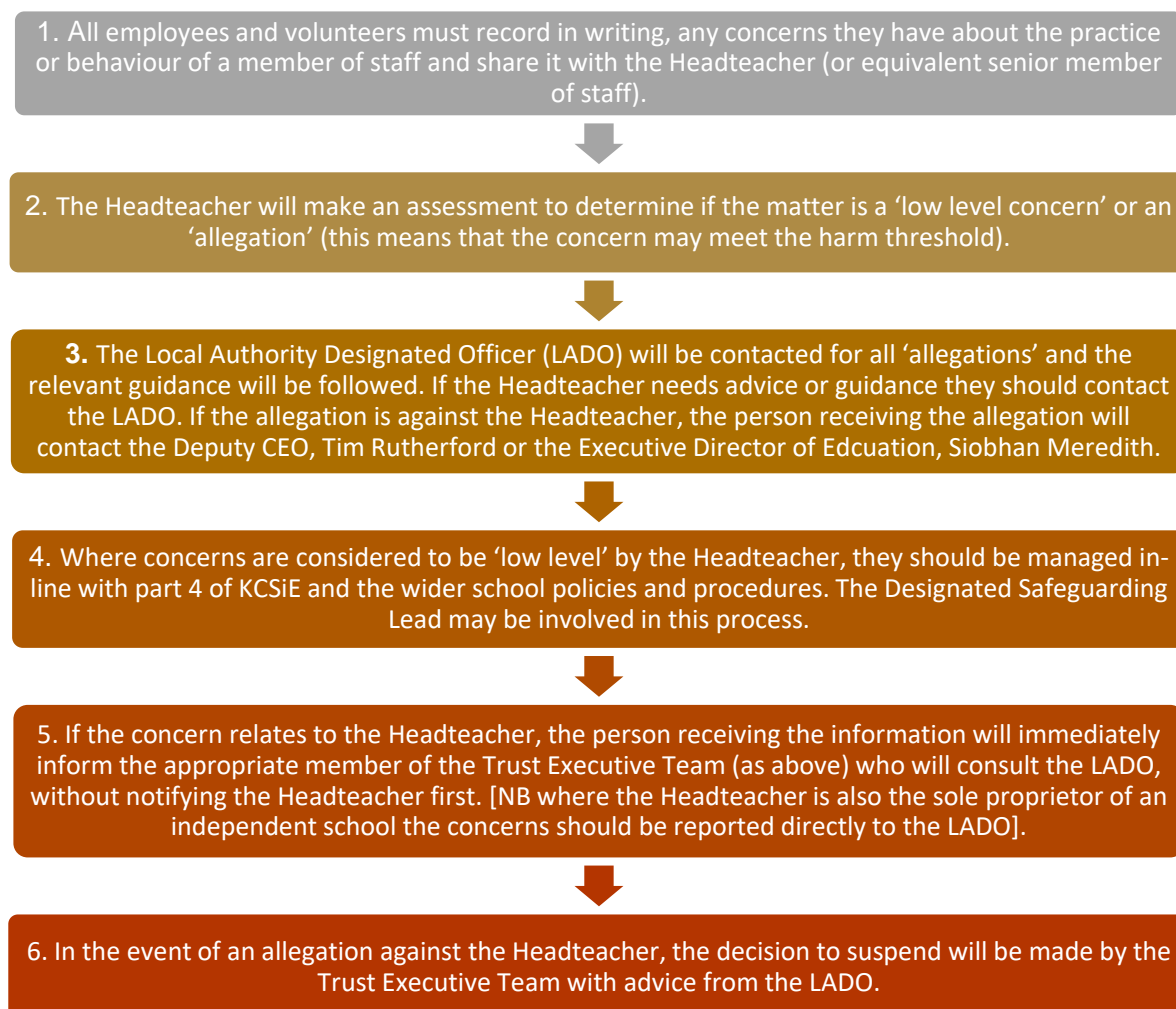 1. All employees and volunteers must record in writing, any concerns they have about the practice
or behaviour of a member of staff and share it with the Headteacher (or equivalent senior member
of staff).
2. The Headteacher will make an assessment to determine if the matter is a ‘low level concern’ or an
‘allegation’ (this means that the concern may meet the harm threshold).
3. The Local Authority Designated Officer (LADO) will be contacted for all ‘allegations’ and the
relevant guidance will be followed. If the Headteacher needs advice or guidance they should contact
the LADO. If the allegation is against the Headteacher, the person receiving the allegation will
contact the Deputy CEO, Tim Rutherford or the Executive Director of Edcuation, Siobhan Meredith.
4. Where concerns are considered to be ‘low level’ by the Headteacher, they should be managed in-
line with part 4 of KCSiE and the wider school policies and procedures. The Designated Safeguarding
Lead may be involved in this process.
5. If the concern relates to the Headteacher, the person receiving the information will immediately
inform the appropriate member of the Trust Executive Team (as above) who will consult the LADO,
without notifying the Headteacher first. [NB where the Headteacher is also the sole proprietor of an
independent school the concerns should be reported directly to the LADO].
6. In the event of an allegation against the Headteacher, the decision to suspend will be made by the
Trust Executive Team with advice from the LADO.